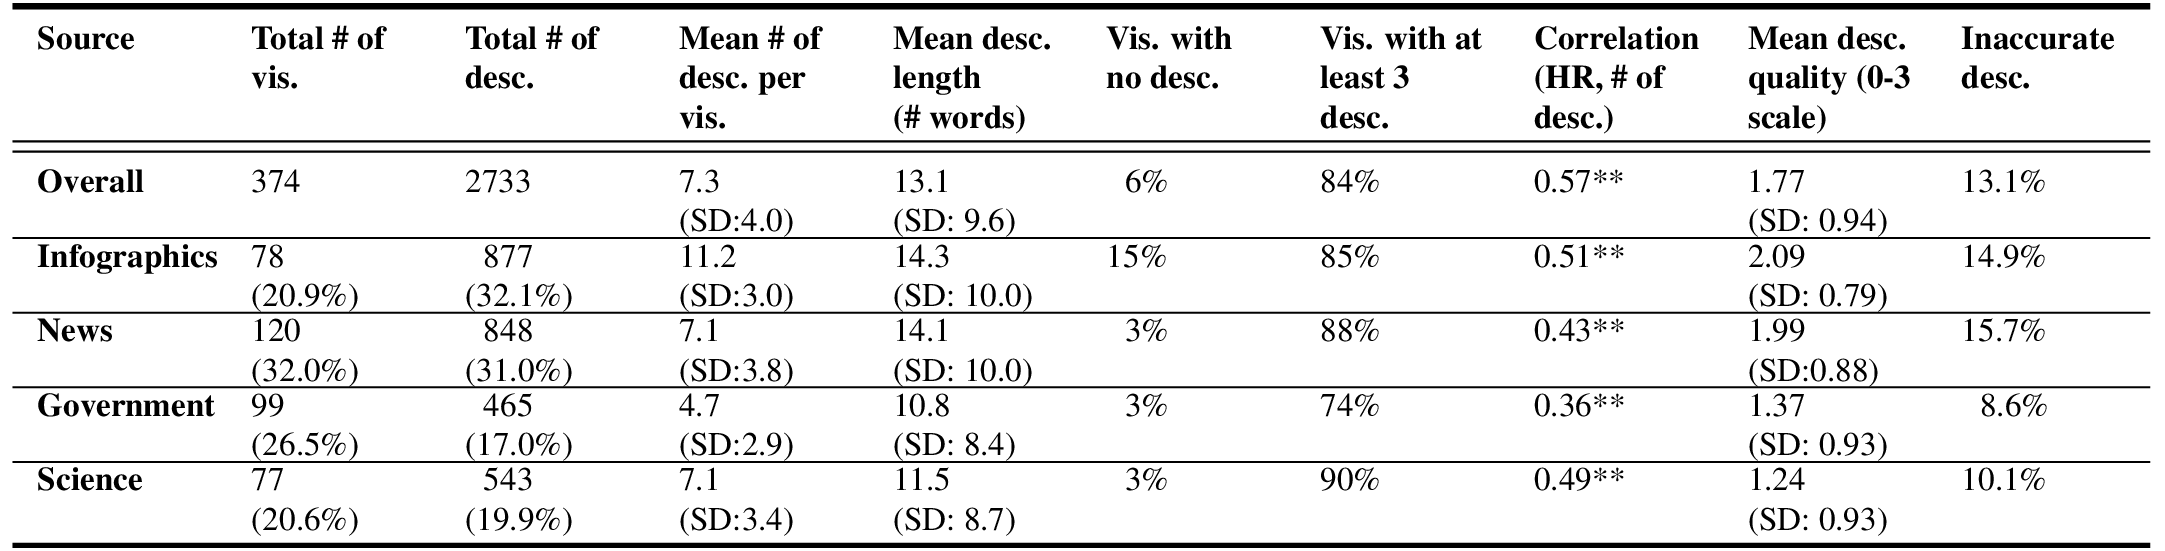 Source Total # of vis. Total # of desc. Mean # of desc. per vis. Mean desc. length (# words) Vis. with no desc. Vis. with at least 3 desc. Correlation (HR, # of desc.) Mean desc. quality (0-3 scale) Inaccurate desc.
Overall 374 2733 7.3 13.1 6% 84% 0.57** 1.77 13.1%
(SD:4.0) (SD: 9.6) (SD: 0.94)
Infographics 78 877 11.2 14.3 15% 85% 0.51** 2.09 14.9%
(20.9%) (32.1%) (SD:3.0) (SD: 10.0) (SD: 0.79)
News 120 848 7.1 14.1 3% 88% 0.43** 1.99 15.7%
(32.0%) (31.0%) (SD:3.8) (SD: 10.0) (SD:0.88)
Government 99 465 4.7 10.8 3% 74% 0.36** 1.37 8.6%
(26.5%) (17.0%) (SD:2.9) (SD: 8.4) (SD: 0.93)
Science 77 543 7.1 11.5 3% 90% 0.49** 1.24 10.1%
(20.6%) (19.9%) (SD:3.4) (SD: 8.7) (SD: 0.93)